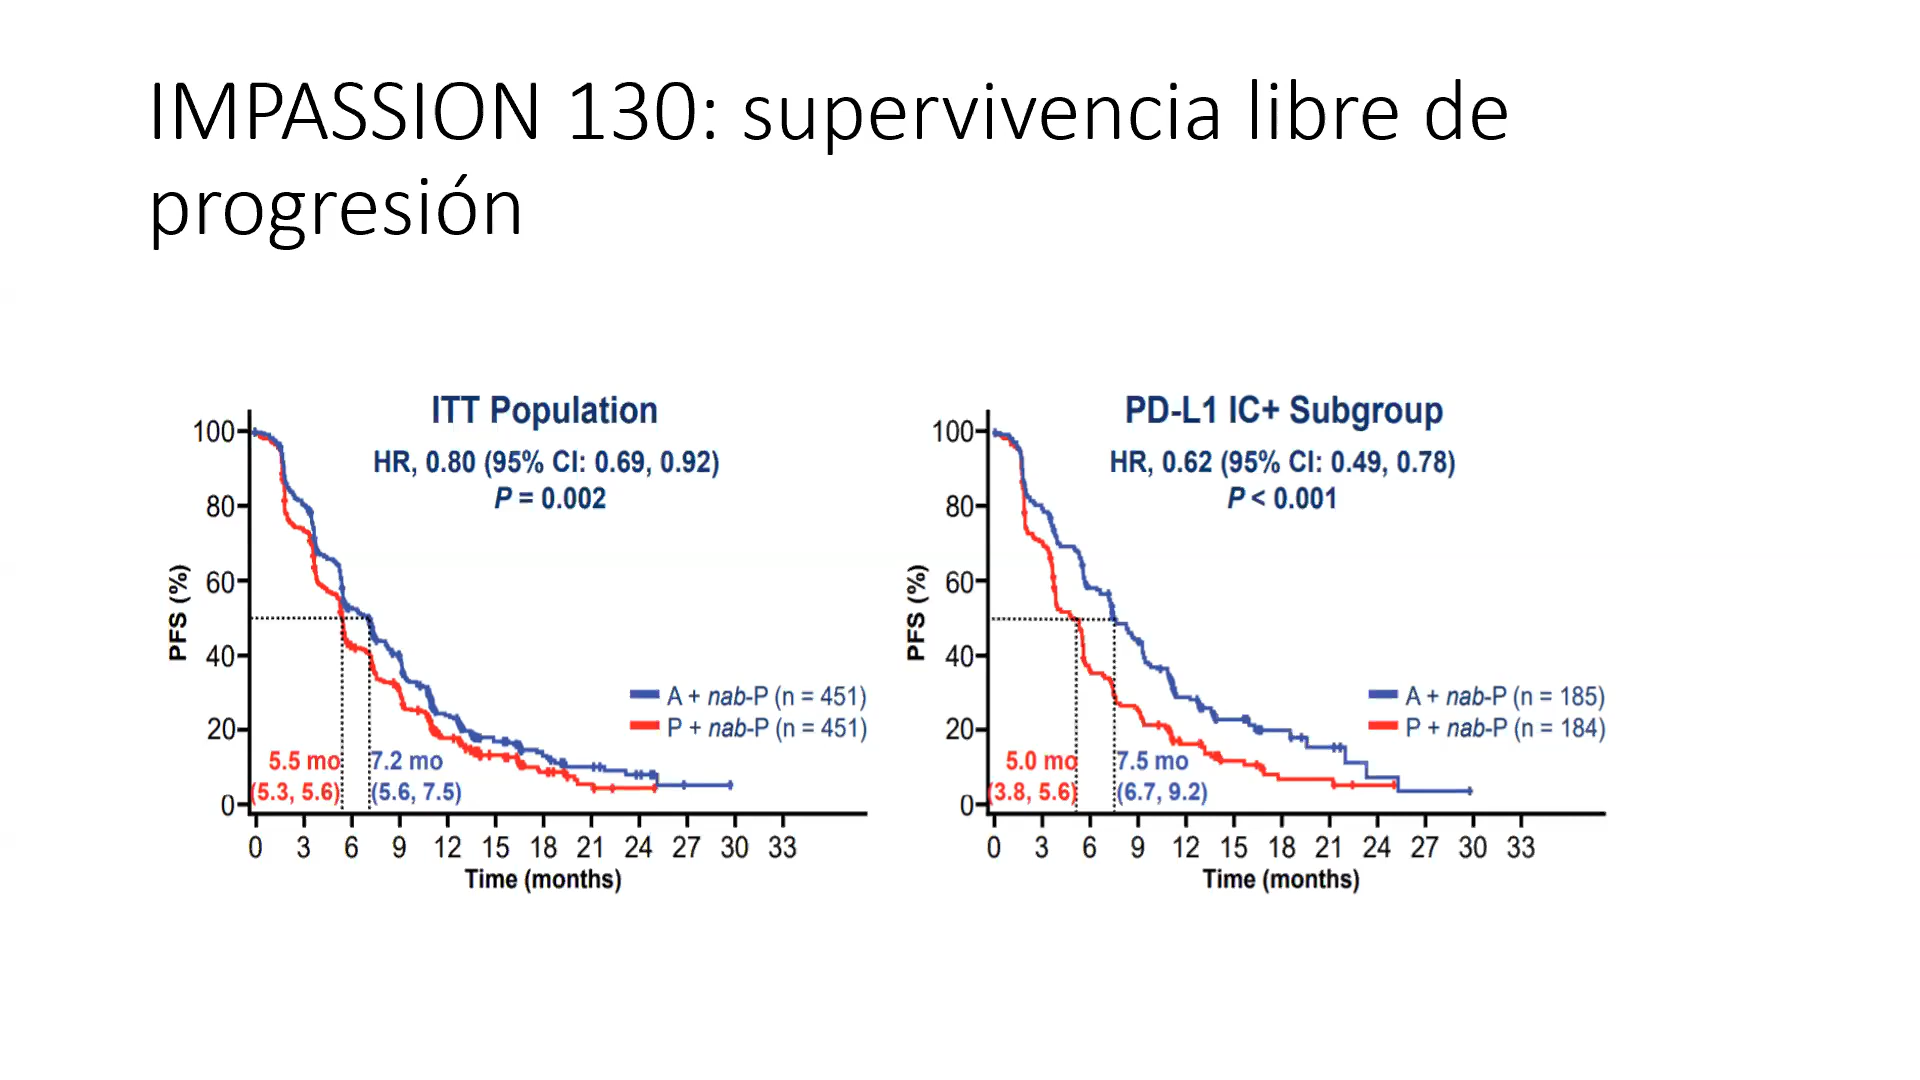 IMPASSION 130: supervivencia libre de
progresión
ITT Population
HR, 0.80 (95% CI: 0.69, 0.92)
P = 0.002
100
80
60
40
20
0
PFS (%)
A + nab-P (n = 451)
P + nab-P (n = 451)
5.5 mo
(5.3, 5.6)
7.2 mo
(5.6, 7.5)
0 3 6 9 12 15 18 21 24 27 30 33
Time (months)
PD-L1 IC+ Subgroup
HR, 0.62 (95% CI: 0.49, 0.78)
P < 0.001
100
80
60
40
20
0
PFS (%)
A + nab-P (n = 185)
P + nab-P (n = 184)
5.0 mo
(3.8, 5.6)
7.5 mo
(6.7, 9.2)
0 3 6 9 12 15 18 21 24 27 30 33
Time (months)